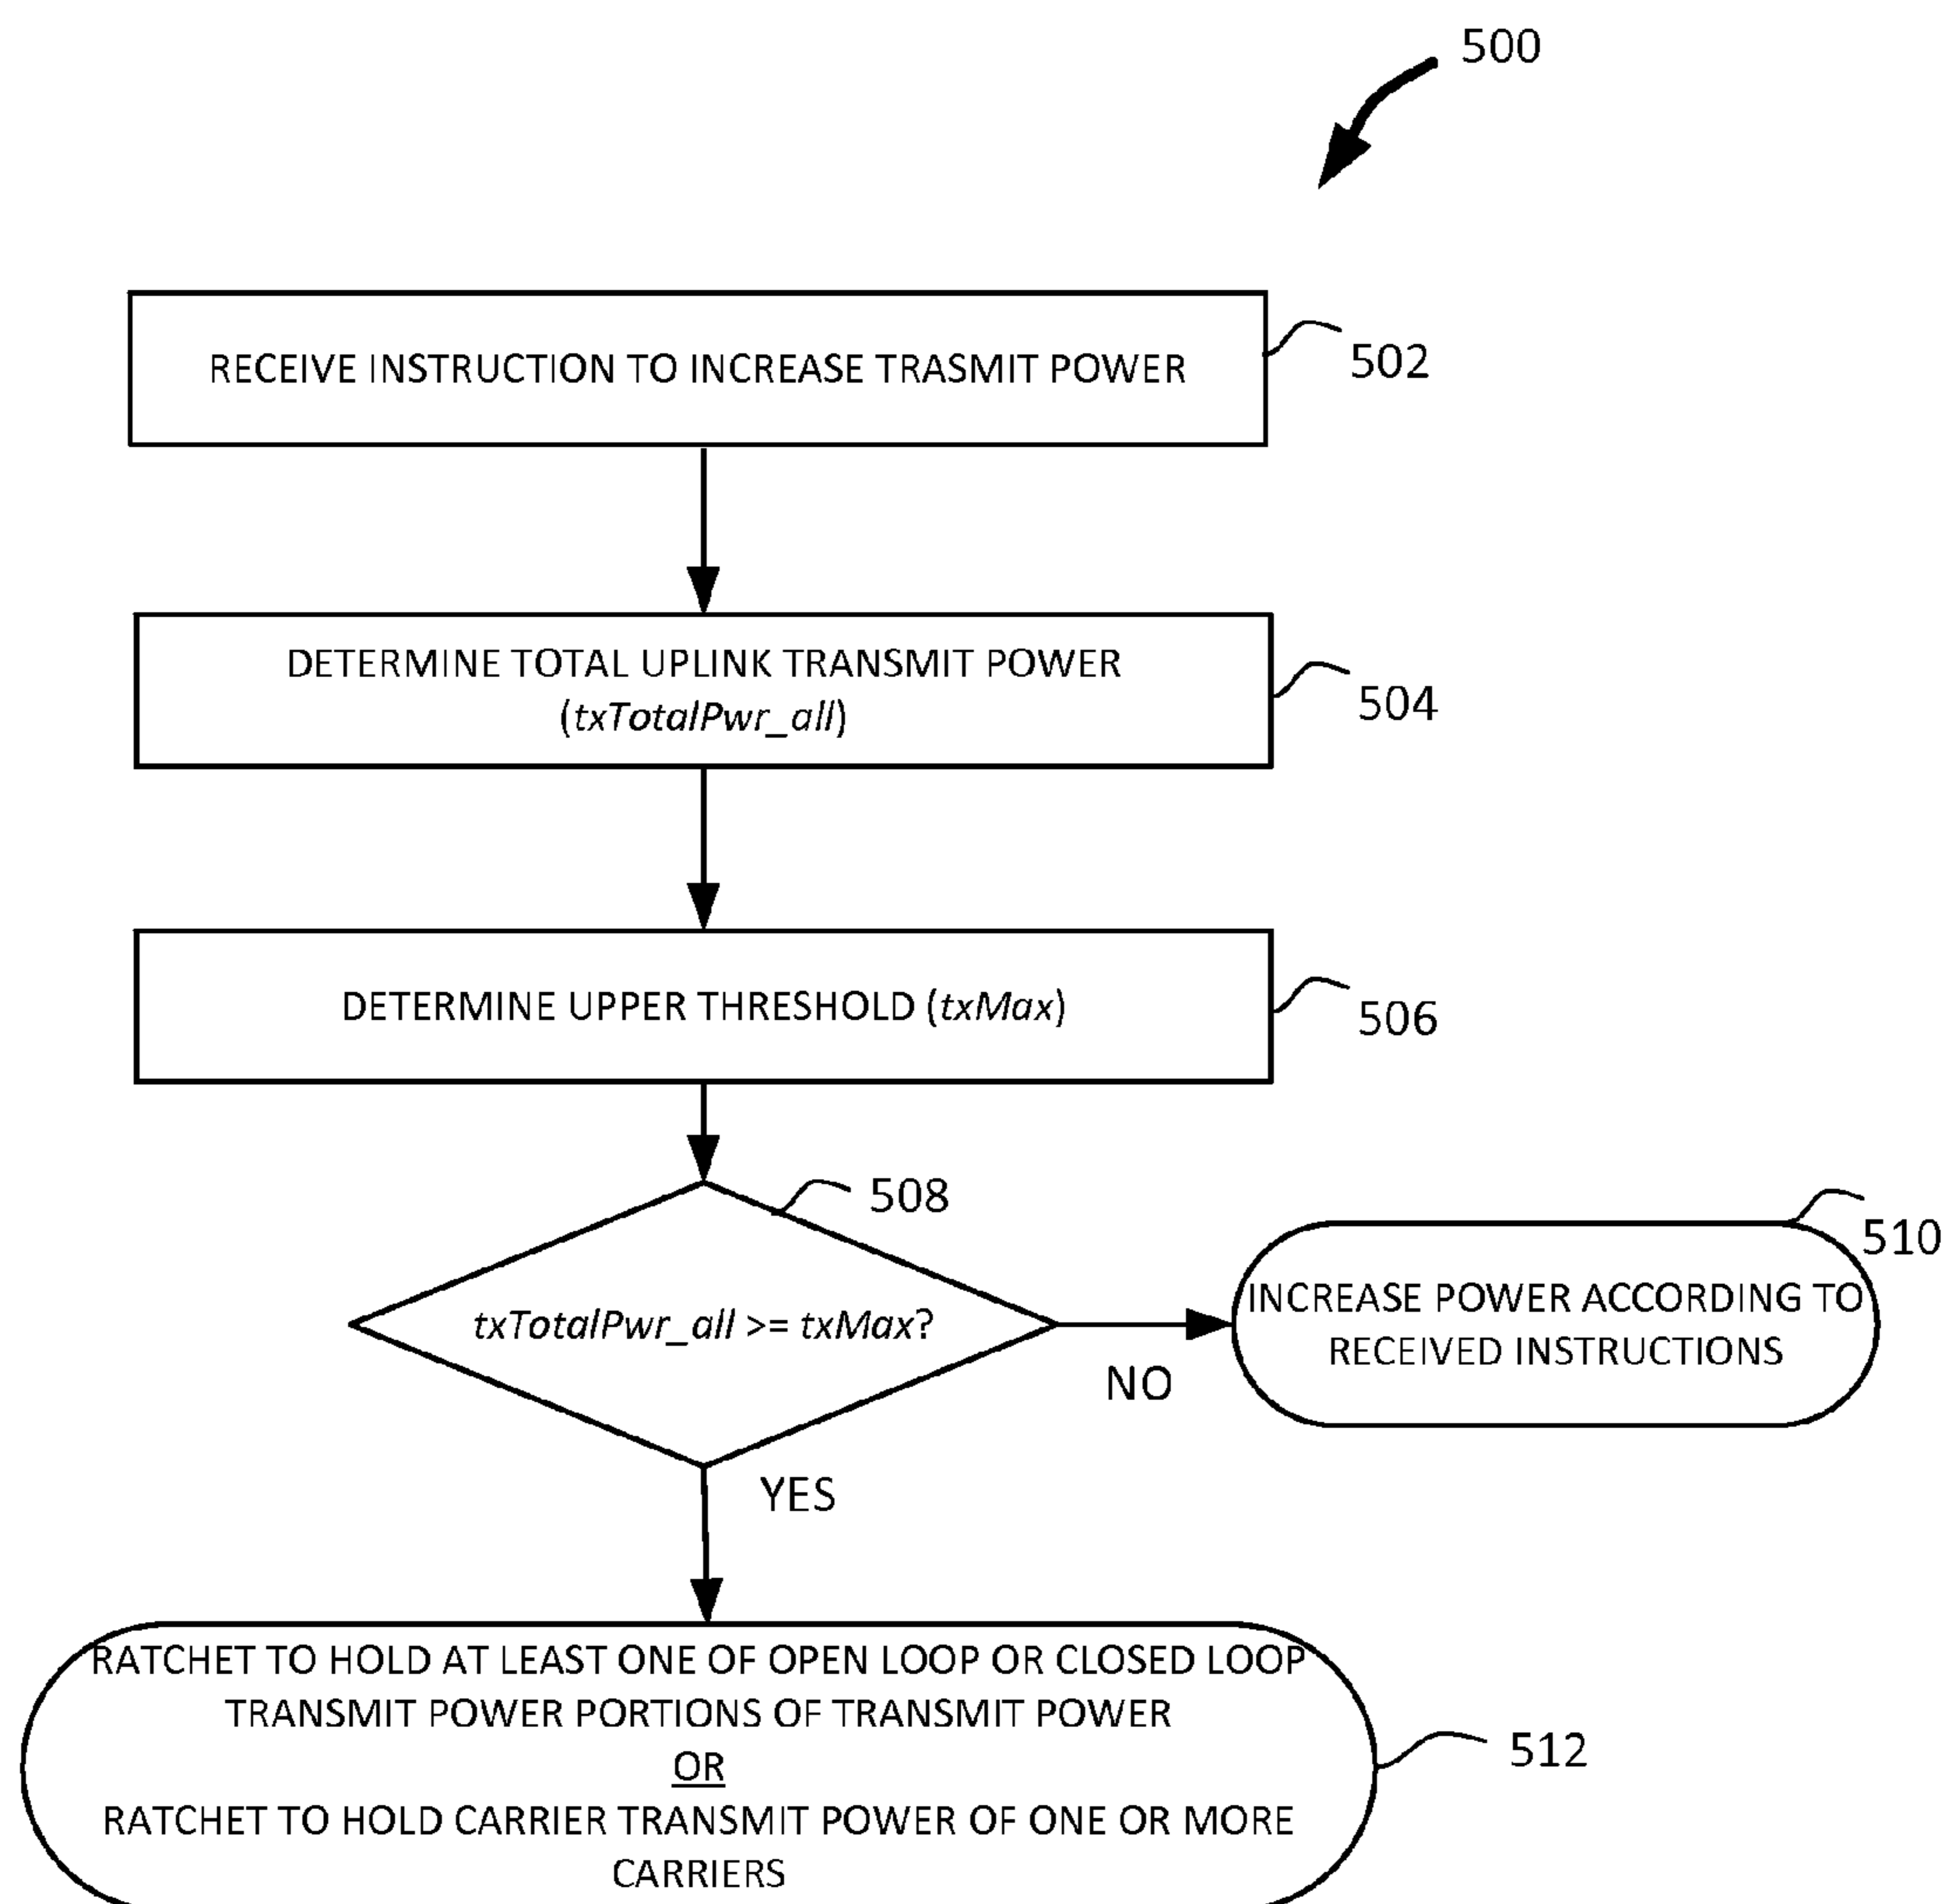 500
RECEIVE INSTRUCTION TO INCREASE TRASMIT POWER
502
DETERMINE TOTAL UPLINK TRANSMIT POWER
(txTotalPwr_all)
504
DETERMINE UPPER THRESHOLD (txMax)
506
508
txTotalPwr_all >= txMax?
NO
510
INCREASE POWER ACCORDING TO
RECEIVED INSTRUCTIONS
YES
RATCHET TO HOLD AT LEAST ONE OF OPEN LOOP OR CLOSED LOOP
TRANSMIT POWER PORTIONS OF TRANSMIT POWER
OR
RATCHET TO HOLD CARRIER TRANSMIT POWER OF ONE OR MORE
CARRIERS
512